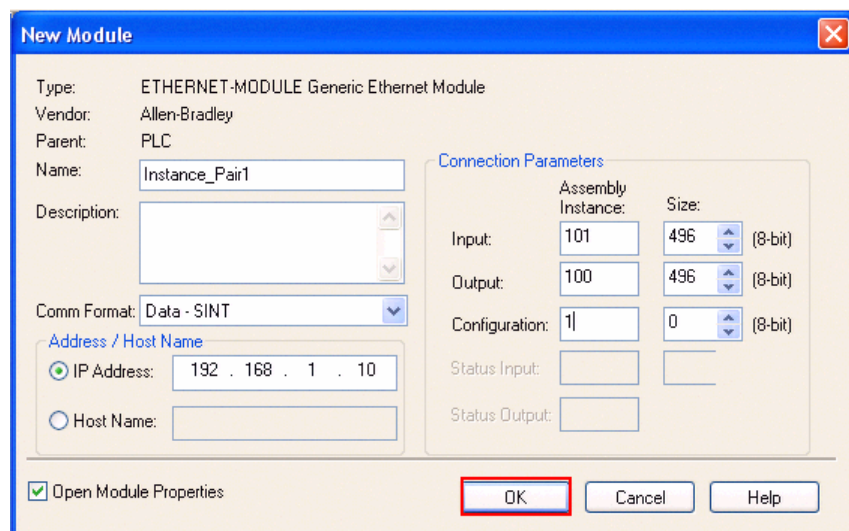 New Module
Type: ETHERNET-MODULE Generic Ethernet Module
Vendor: Allen-Bradley
Parent: PLC
Name: Instance_Pair1
Description:
Comm Format: Data - SINT
Address / Host Name
IP Address: 192 . 168 . 1 . 10
Host Name:
Connection Parameters
Assembly Instance: Size:
Input: 101 496 (8-bit)
Output: 100 496 (8-bit)
Configuration: 1 0 (8-bit)
Status Input:
Status Output:
Open Module Properties
OK Cancel Help